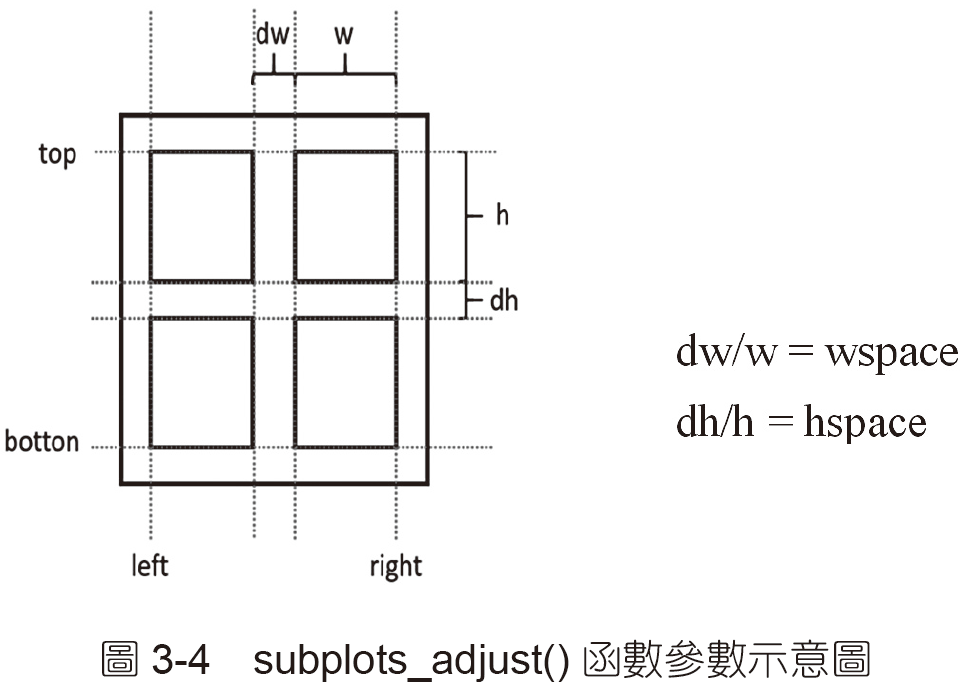 dw w
top
h
dh
dw/w = wspace
dh/h = hspace
botton
left right
圖 3-4 subplots_adjust() 函數參數示意圖